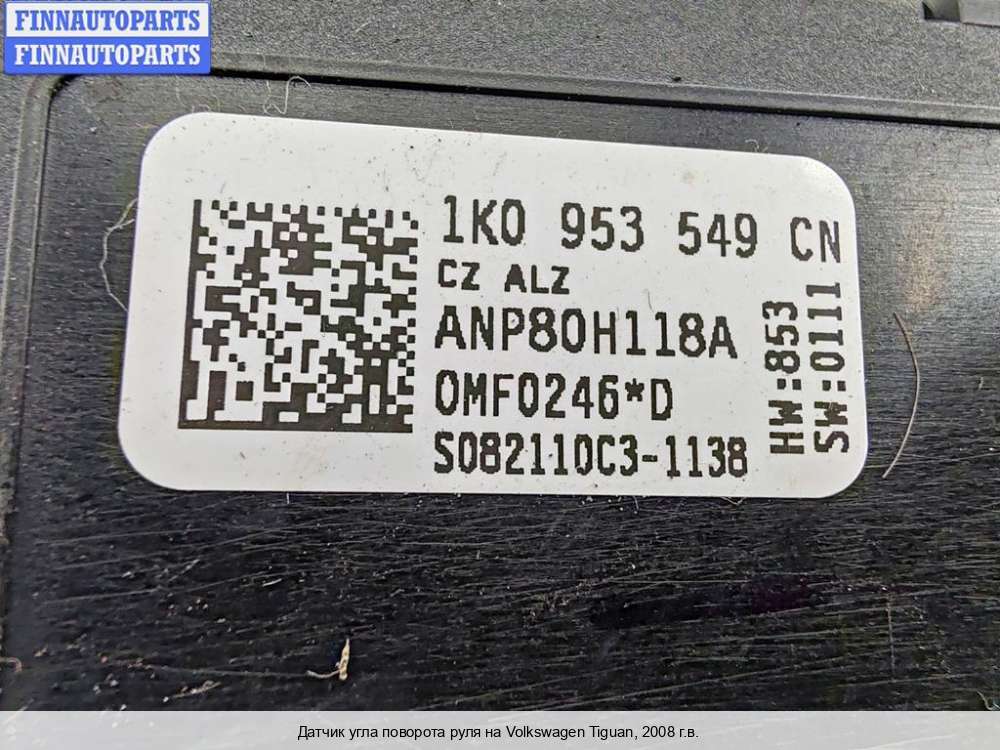 FINNAUTOPARTS
FINNAUTOPARTS
1K0 953 549 CN
CZ ALZ
ANP80H118A
0MF0246*D
S082110C3-1138
HW:853
SW:0111
Датчик угла поворота руля на Volkswagen Tiguan, 2008 г.в.